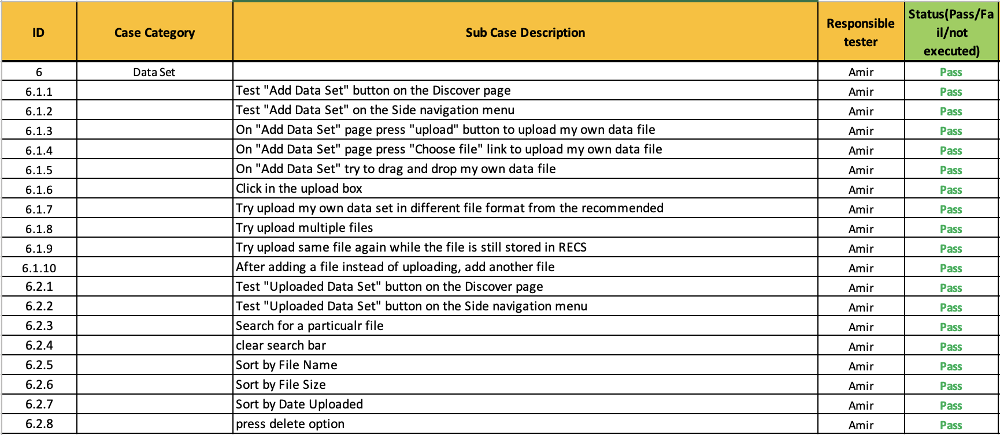 ID Case Category Sub Case Description Responsible tester Status(Pass/Fail/not executed)
6 Data Set Amir Pass
6.1.1 Test "Add Data Set" button on the Discover page Amir Pass
6.1.2 Test "Add Data Set" on the Side navigation menu Amir Pass
6.1.3 On "Add Data Set" page press "upload" button to upload my own data file Amir Pass
6.1.4 On "Add Data Set" page press "Choose file" link to upload my own data file Amir Pass
6.1.5 On "Add Data Set" try to drag and drop my own data file Amir Pass
6.1.6 Click in the upload box Amir Pass
6.1.7 Try upload my own data set in different file format from the recommended Amir Pass
6.1.8 Try upload multiple files Amir Pass
6.1.9 Try upload same file again while the file is still stored in RECS Amir Pass
6.1.10 After adding a file instead of uploading, add another file Amir Pass
6.2.1 Test "Uploaded Data Set" button on the Discover page Amir Pass
6.2.2 Test "Uploaded Data Set" button on the Side navigation menu Amir Pass
6.2.3 Search for a particualr file Amir Pass
6.2.4 clear search bar Amir Pass
6.2.5 Sort by File Name Amir Pass
6.2.6 Sort by File Size Amir Pass
6.2.7 Sort by Date Uploaded Amir Pass
6.2.8 press delete option Amir Pass